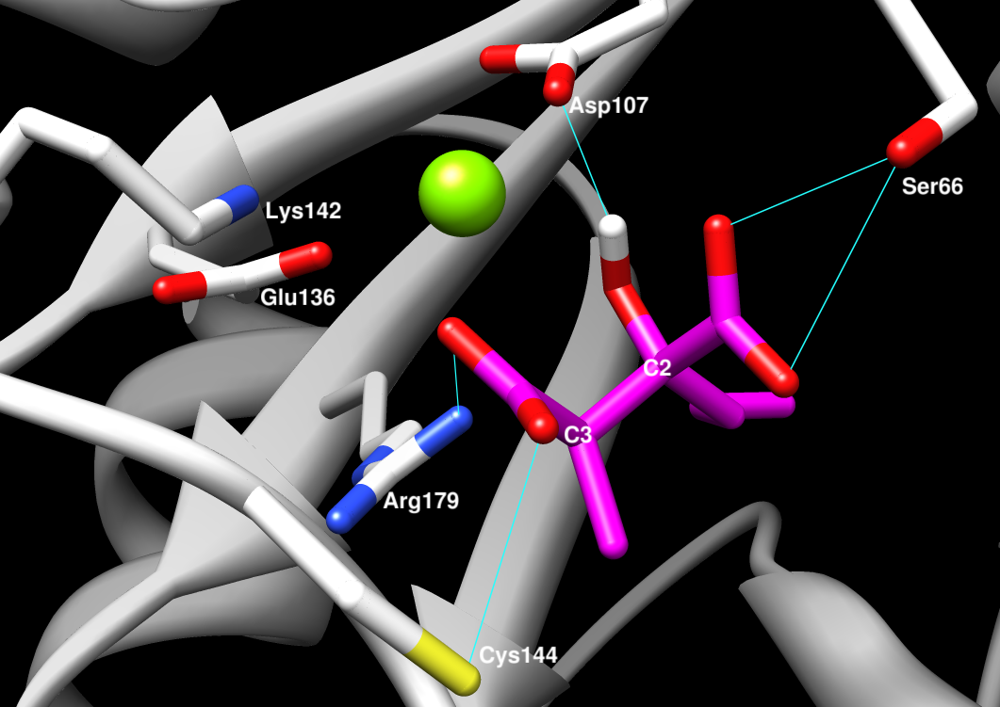 Asp107
Ser66
Lys142
Glu136
C2
C3
Arg179
Cys144